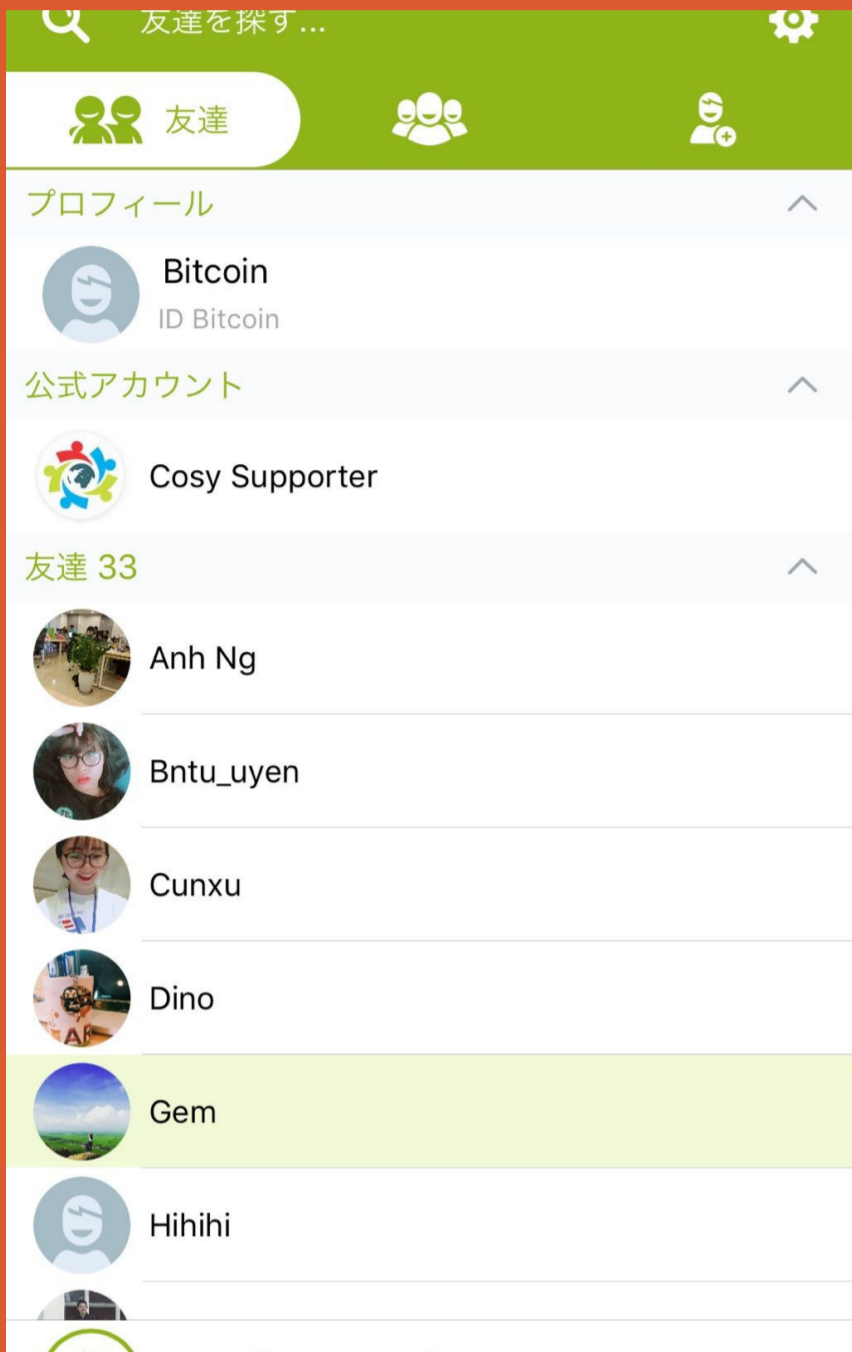 友達を探す...
友達
プロフィール
Bitcoin
ID Bitcoin
公式アカウント
Cosy Supporter
友達 33
Anh Ng
Bntu_uyen
Cunxu
Dino
Gem
Hihihi